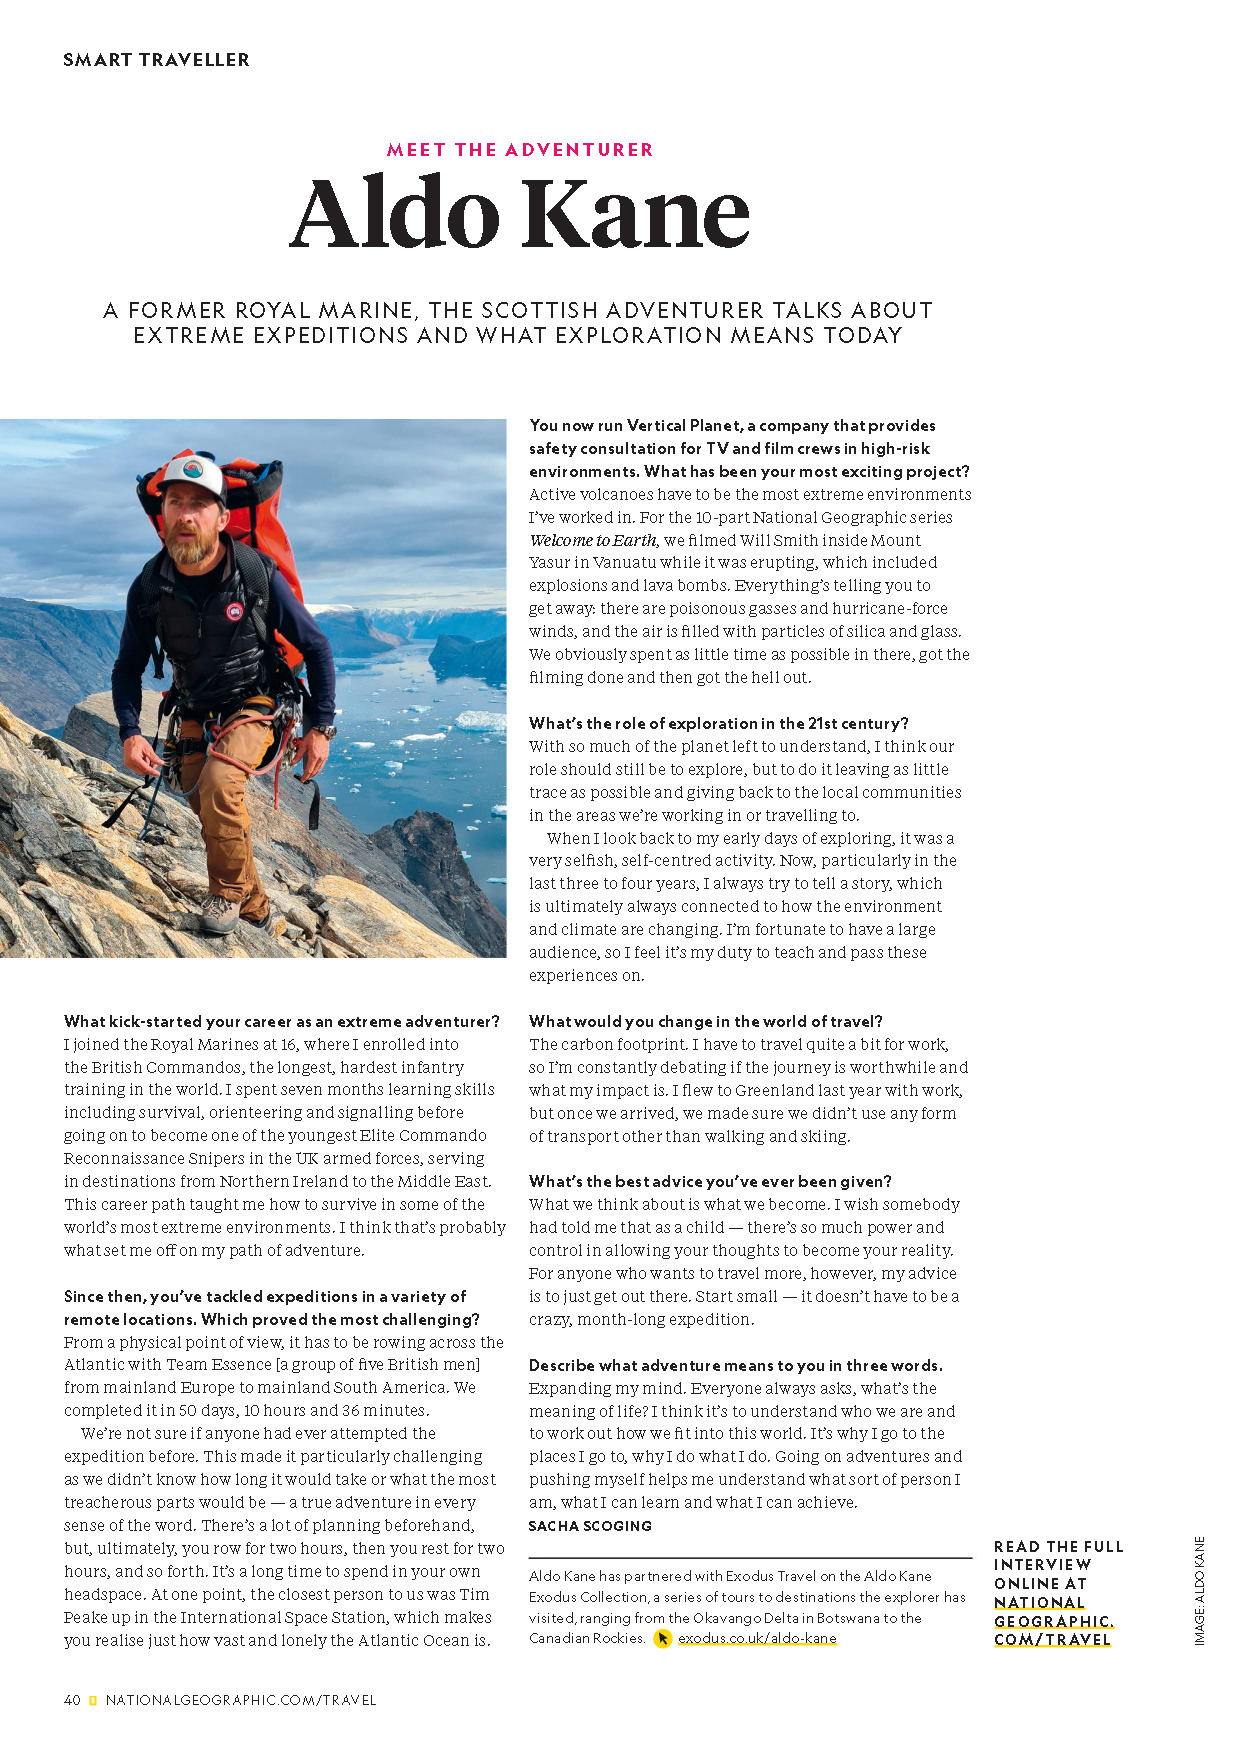 SMART TRAVELLER
MEET THE ADVENTURER
Aldo Kane
A FORMER ROYAL MARINE, THE SCOTTISH ADVENTURER TALKS ABOUT
EXTREME EXPEDITIONS AND WHAT EXPLORATION MEANS TODAY
What kick-started your career as an extreme adventurer?
I joined the Royal Marines at 16, where I enrolled into
the British Commandos, the longest, hardest infantry
training in the world. I spent seven months learning skills
including survival, orienteering and signalling before
going on to become one of the youngest Elite Commando
Reconnaissance Snipers in the UK armed forces, serving
in destinations from Northern Ireland to the Middle East.
This career path taught me how to survive in some of the
world's most extreme environments. I think that's probably
what set me off on my path of adventure.
Since then, you've tackled expeditions in a variety of
remote locations. Which proved the most challenging?
From a physical point of view, it has to be rowing across the
Atlantic with Team Essence [a group of five British men]
from mainland Europe to mainland South America. We
completed it in 50 days, 10 hours and 36 minutes.
We're not sure if anyone had ever attempted the
expedition before. This made it particularly challenging
as we didn't know how long it would take or what the most
treacherous parts would be — a true adventure in every
sense of the word. There's a lot of planning beforehand,
but, ultimately, you row for two hours, then you rest for two
hours, and so forth. It's a long time to spend in your own
headspace. At one point, the closest person to us was Tim
Peake up in the International Space Station, which makes
you realise just how vast and lonely the Atlantic Ocean is.
You now run Vertical Planet, a company that provides
safety consultation for TV and film crews in high-risk
environments. What has been your most exciting project?
Active volcanoes have to be the most extreme environments
I've worked in. For the 10-part National Geographic series
Welcome to Earth, we filmed Will Smith inside Mount
Yasur in Vanuatu while it was erupting, which included
explosions and lava bombs. Everything's telling you to
get away: there are poisonous gasses and hurricane-force
winds, and the air is filled with particles of silica and glass.
We obviously spent as little time as possible in there, got the
filming done and then got the hell out.
What's the role of exploration in the 21st century?
With so much of the planet left to understand, I think our
role should still be to explore, but to do it leaving as little
trace as possible and giving back to the local communities
in the areas we're working in or travelling to.
When I look back to my early days of exploring, it was a
very selfish, self-centred activity. Now, particularly in the
last three to four years, I always try to tell a story, which
is ultimately always connected to how the environment
and climate are changing. I'm fortunate to have a large
audience, so I feel it's my duty to teach and pass these
experiences on.
What would you change in the world of travel?
The carbon footprint. I have to travel quite a bit for work,
so I'm constantly debating if the journey is worthwhile and
what my impact is. I flew to Greenland last year with work,
but once we arrived, we made sure we didn't use any form
of transport other than walking and skiing.
What's the best advice you've ever been given?
What we think about is what we become. I wish somebody
had told me that as a child — there's so much power and
control in allowing your thoughts to become your reality.
For anyone who wants to travel more, however, my advice
is to just get out there. Start small — it doesn't have to be a
crazy, month-long expedition.
Describe what adventure means to you in three words.
Expanding my mind. Everyone always asks, what's the
meaning of life? I think it's to understand who we are and
to work out how we fit into this world. It's why I go to the
places I go to, why I do what I do. Going on adventures and
pushing myself helps me understand what sort of person I
am, what I can learn and what I can achieve.
SACHA SCOGING
Aldo Kane has partnered with Exodus Travel on the Aldo Kane
Exodus Collection, a series of tours to destinations the explorer has
visited, ranging from the Okavango Delta in Botswana to the
Canadian Rockies. exodus.co.uk/aldo-kane
READ THE FULL
INTERVIEW
ONLINE AT
NATIONAL
GEOGRAPHIC.
COM/TRAVEL
IMAGE: ALDO KANE
40 NATIONALGEOGRAPHIC.COM/TRAVEL